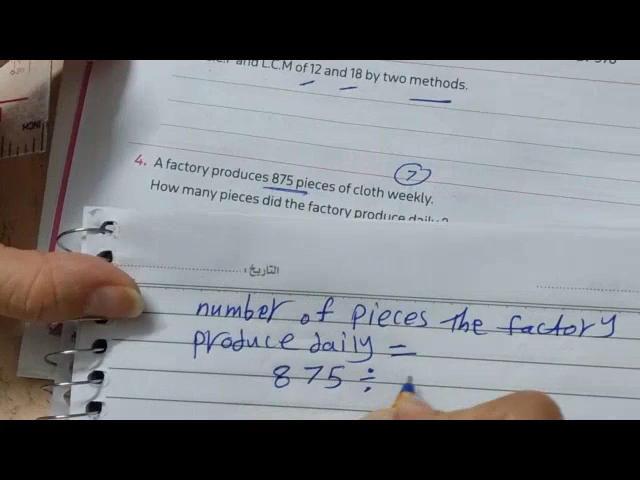 and L.C.M of 12 and 18 by two methods.
7
4. A factory produces 875 pieces of cloth weekly.
How many pieces did the factory produce daily?
التاريخ:
number of pieces the factory
produce daily =
875 ÷